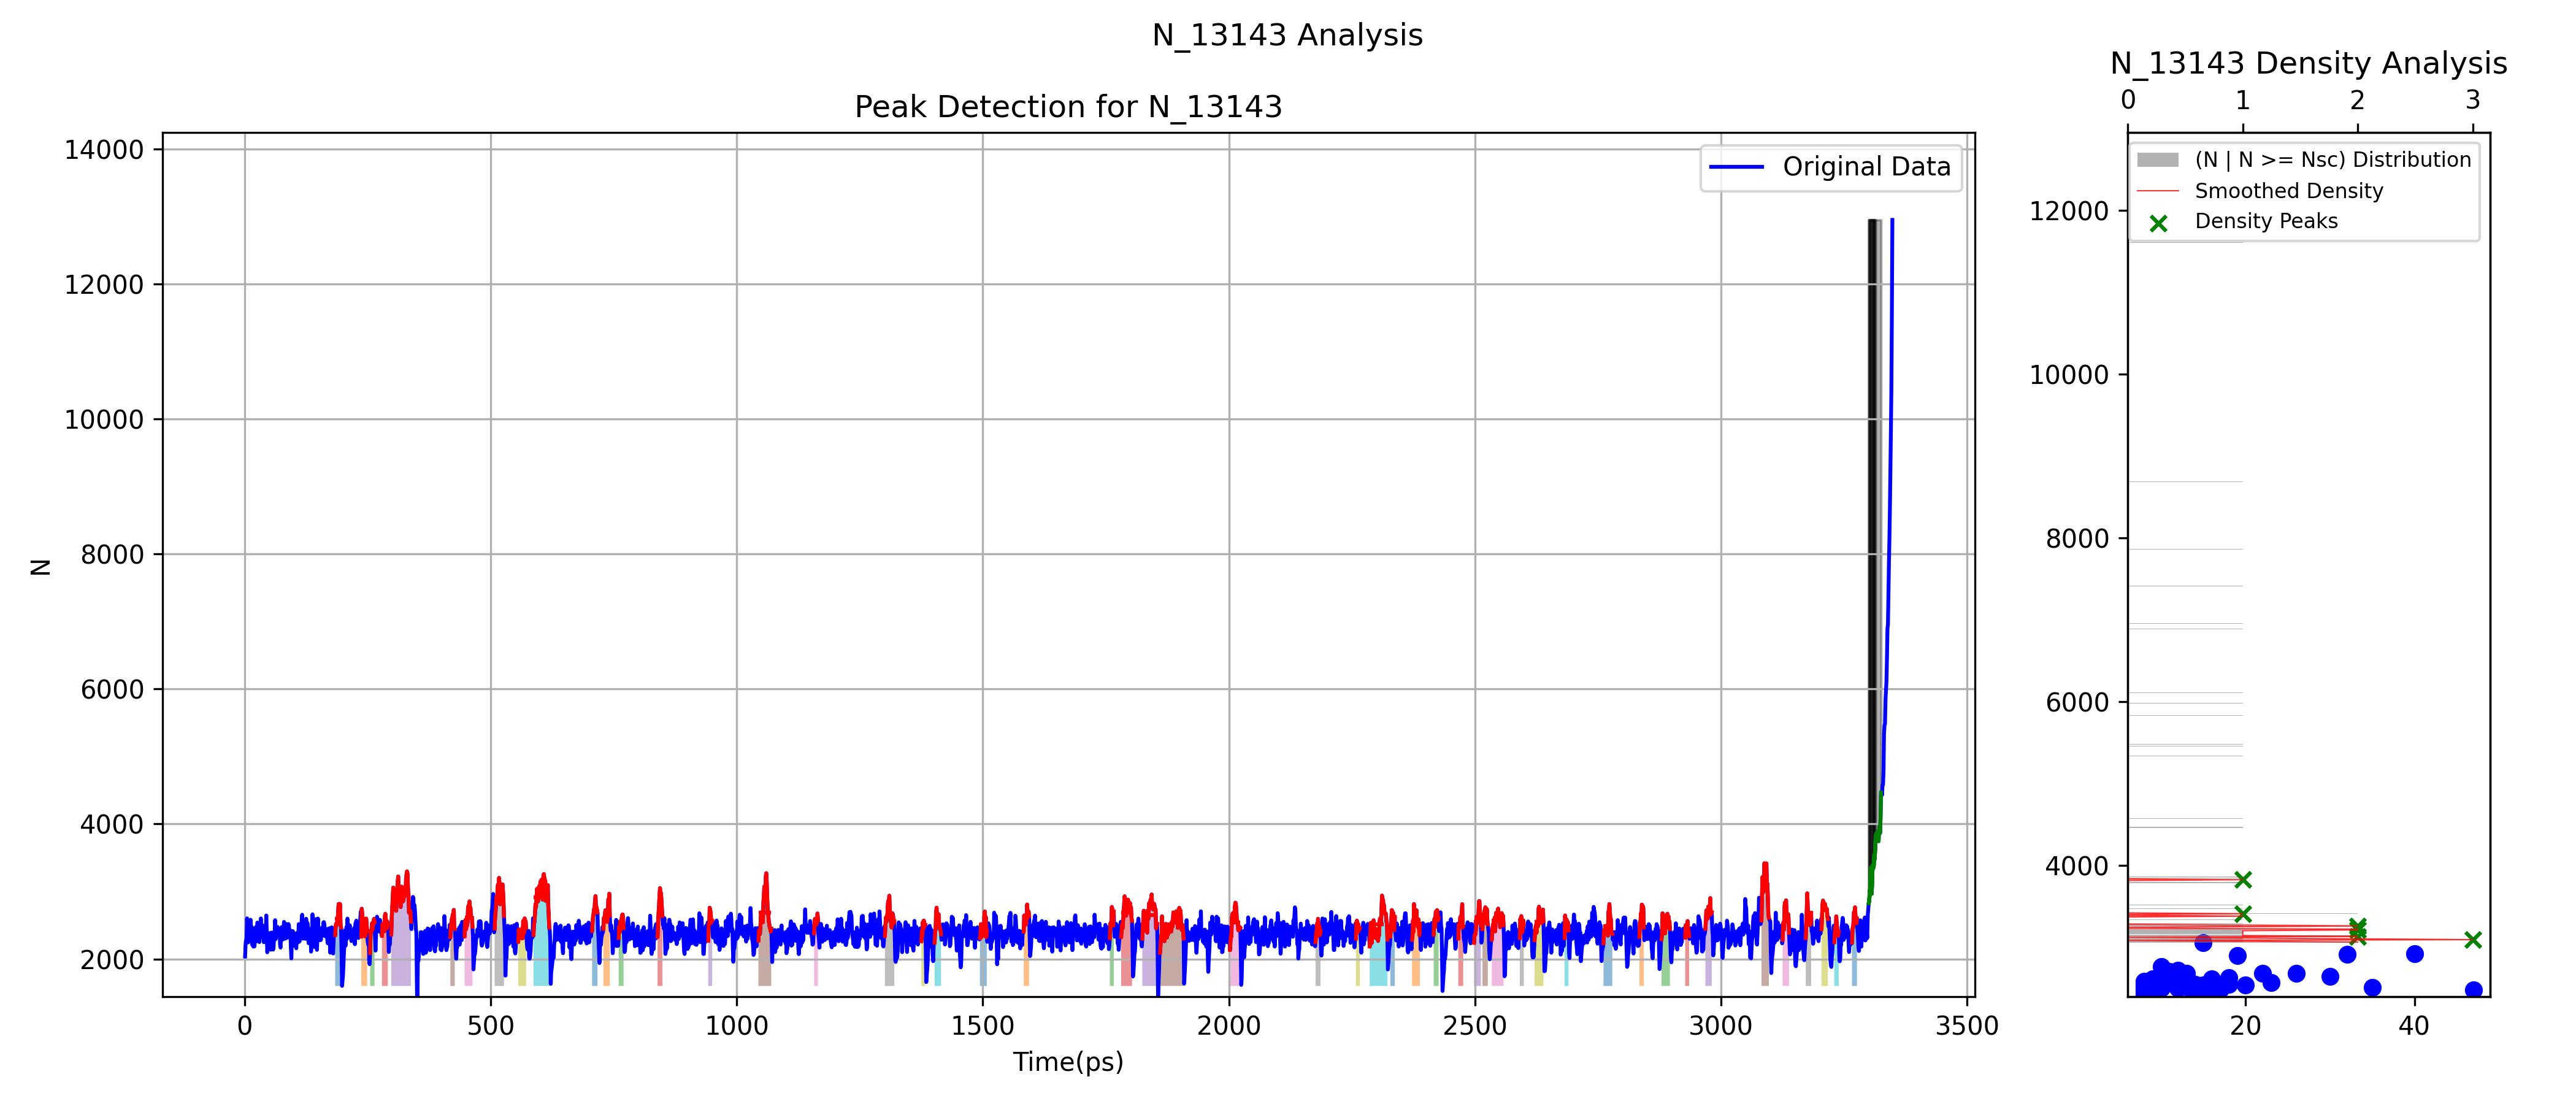 N_13143 Analysis
Peak Detection for N_13143
14000
12000
10000
8000
6000
4000
2000
N
0
500
1000
1500
2000
2500
3000
3500
Time(ps)
Original Data
N_13143 Density Analysis
0
1
2
3
(N | N >= Nsc) Distribution
Smoothed Density
Density Peaks
12000
10000
8000
6000
4000
20
40